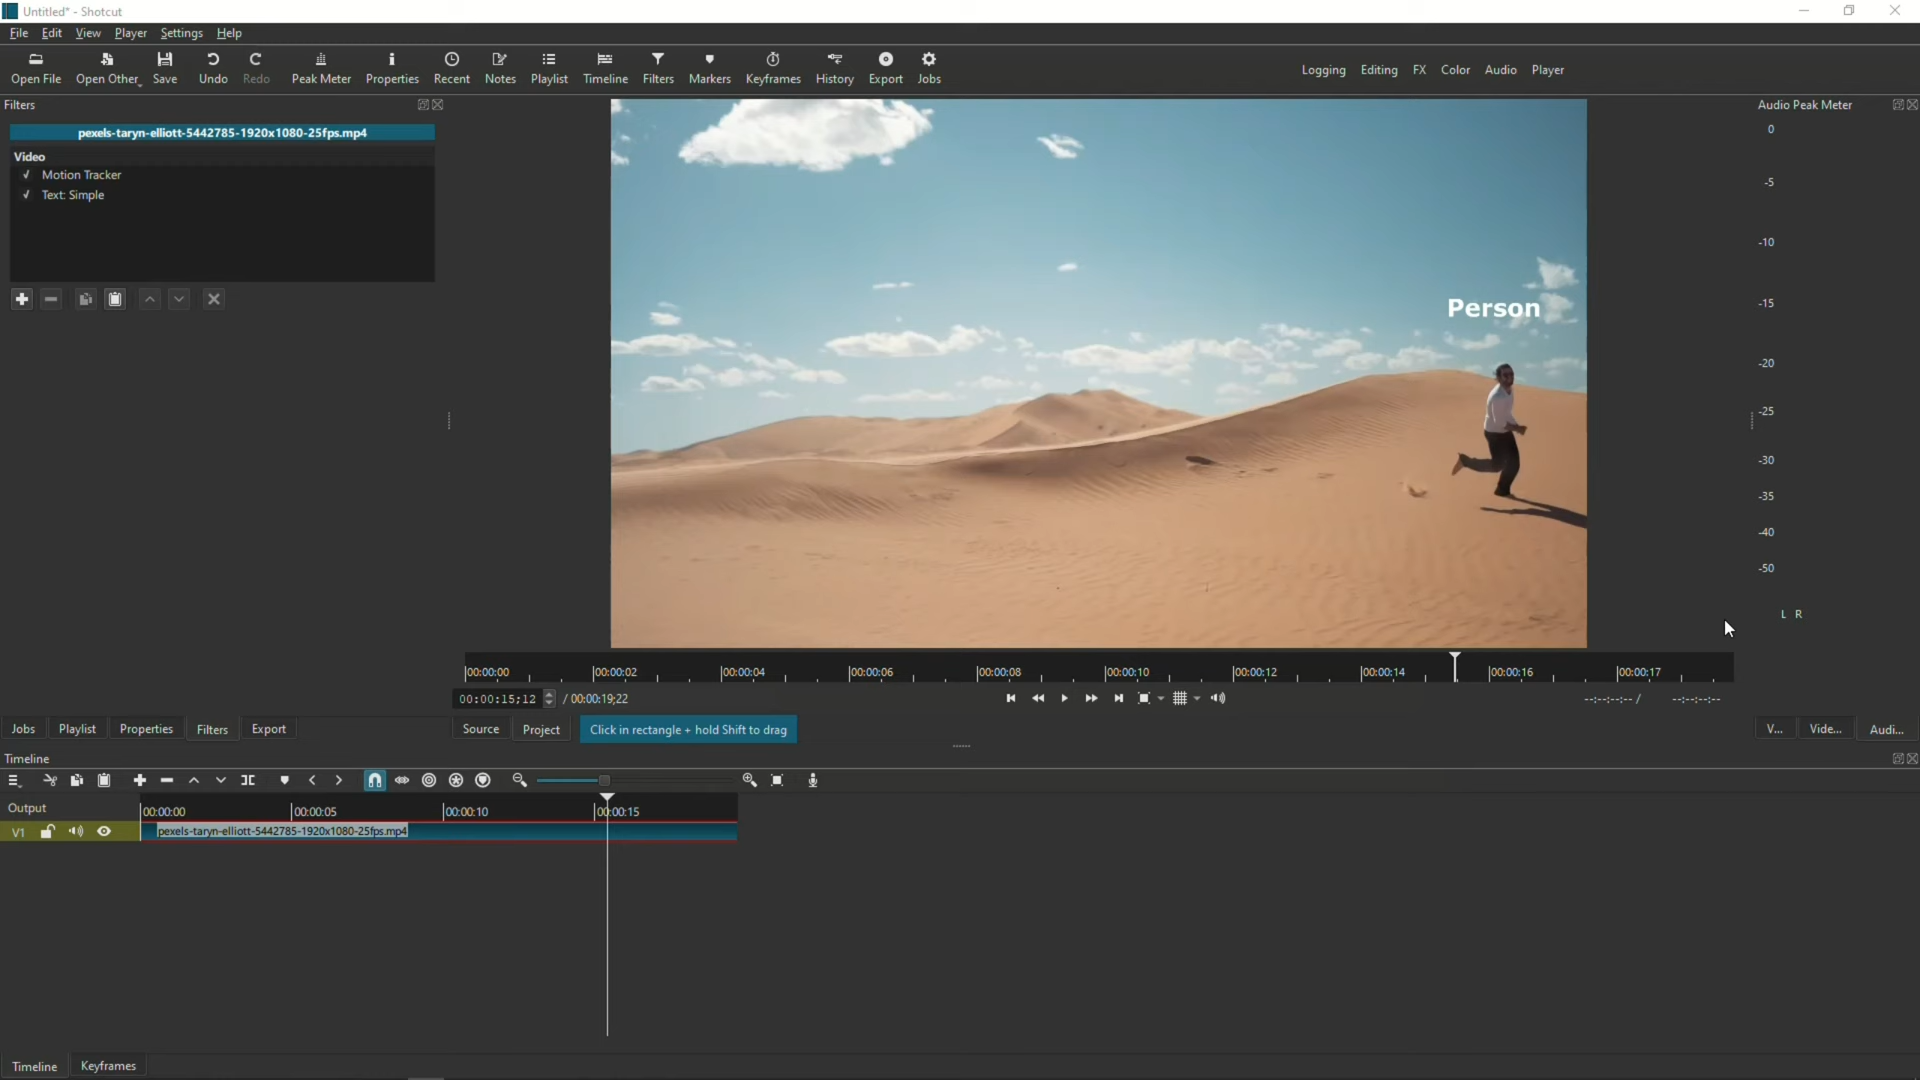 Untitled* - Shotcut
File Edit View Player Settings Help
Open File Open Other Save Undo Redo Peak Meter Properties Recent Notes Playlist Timeline Filters Markers Keyframes History Export Jobs Logging Editing FX Color Audio Player
Filters
Audio Peak Meter
pexels-taryn-elliott-5442785-1920x1080-25fps.mp4
Video
Motion Tracker
Text: Simple
Person
0
-5
-10
-15
-20
-25
-30
-35
-40
-50
L R
00:00:00 00:00:02 00:00:04 00:00:06 00:00:08 00:00:10 00:00:12 00:00:14 00:00:16 00:00:17
00:00:15;12 / 00:00:19;22 --:--:--:-- / --:--:--:--
Jobs Playlist Properties Filters Export Source Project Click in rectangle + hold Shift to drag V... Vide... Audi...
Timeline
Output 00:00:00 00:00:05 00:00:10 00:00:15
V1 pexels-taryn-elliott-5442785-1920x1080-25fps.mp4
Timeline Keyframes